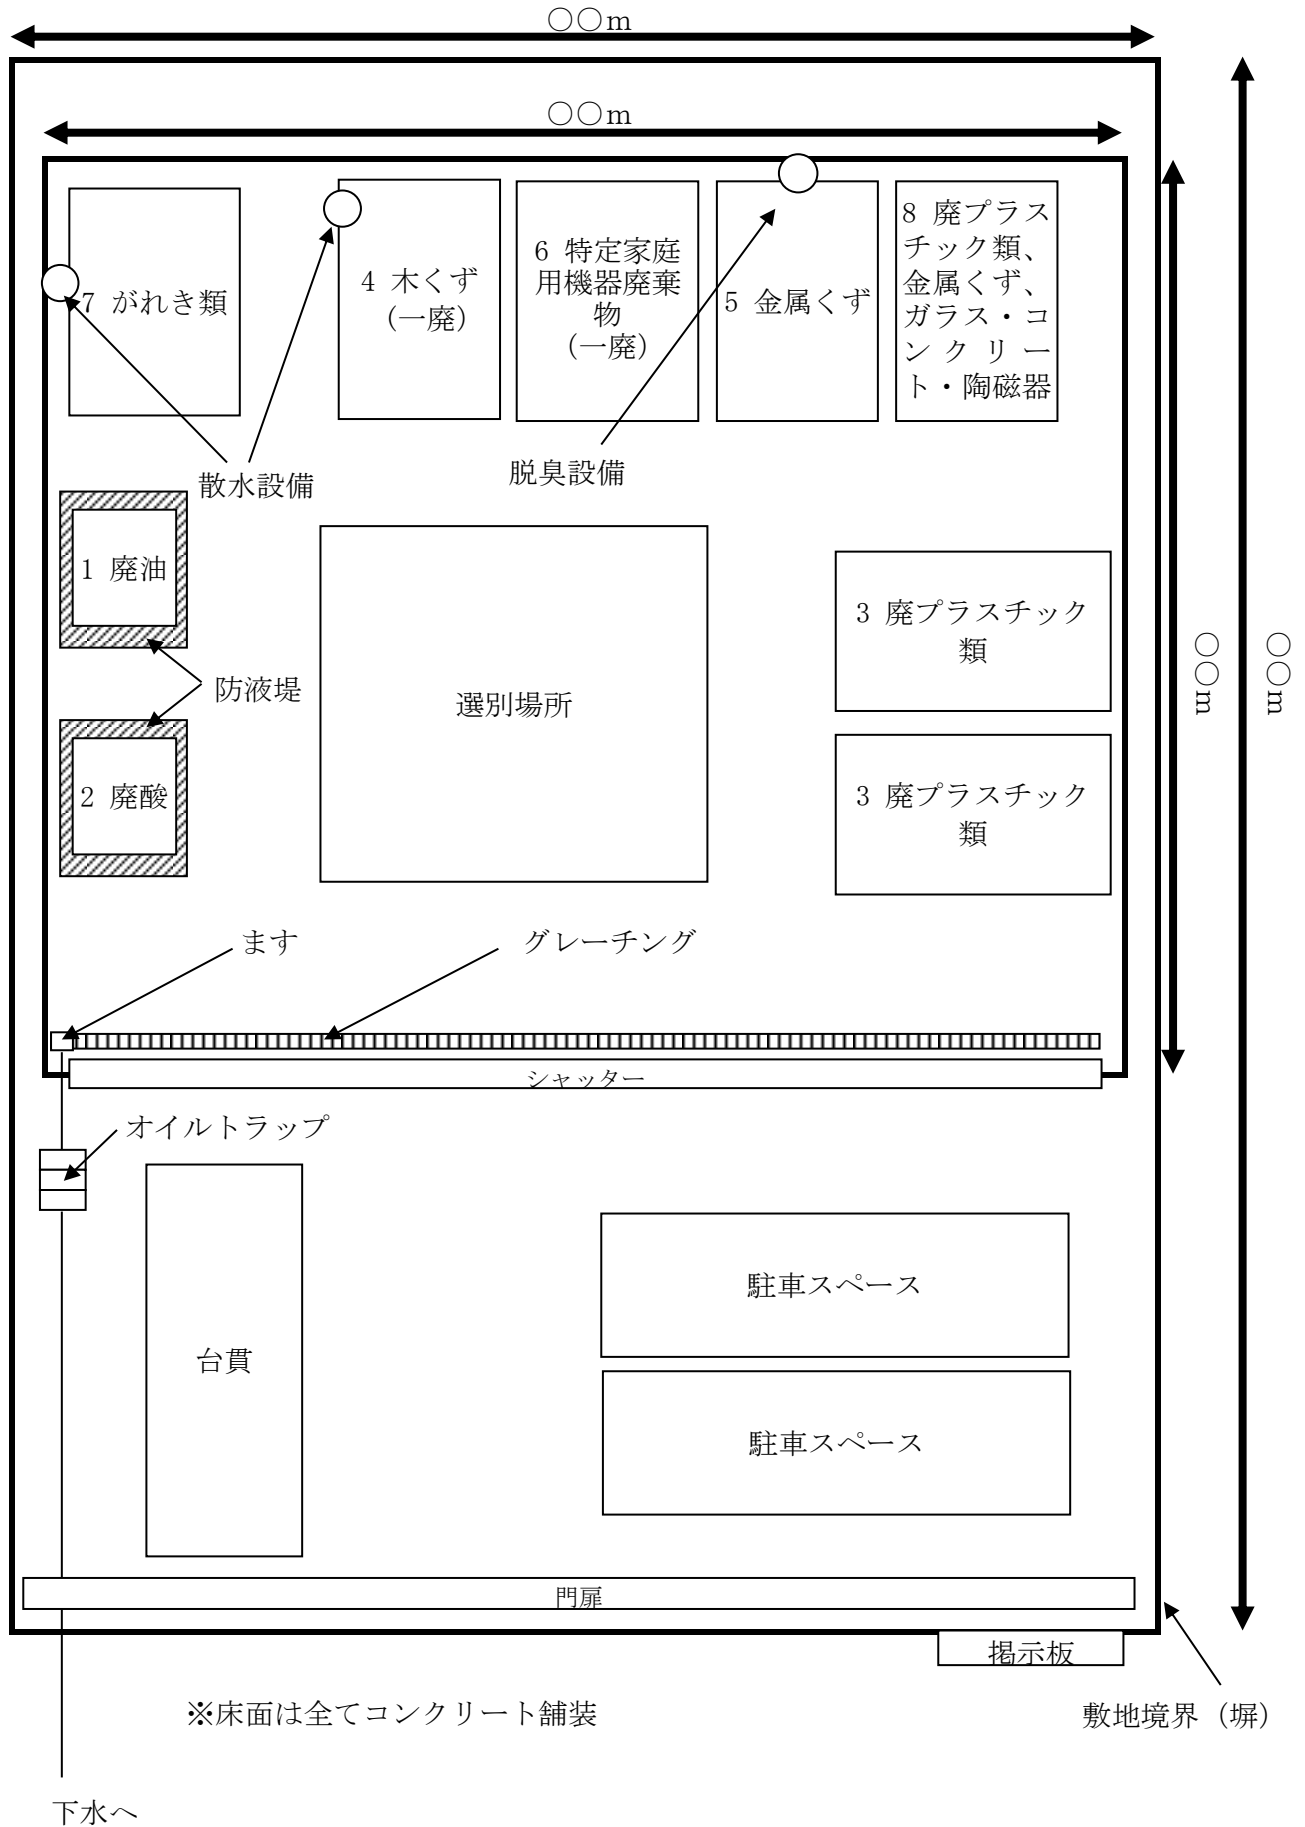 〇〇m
〇〇m
7 がれき類
4 木くず
（一廃）
6 特定家庭
用機器廃棄
物
（一廃）
5 金属くず
8 廃プラス
チック類、
金属くず、
ガラス・コ
ンクリー
ト・陶磁器
散水設備
脱臭設備
1 廃油
防液堤
2 廃酸
選別場所
3 廃プラスチック
類
3 廃プラスチック
類
〇〇m
〇〇m
ます
グレーチング
シャッター
オイルトラップ
台貫
駐車スペース
駐車スペース
門扉
掲示板
※床面は全てコンクリート舗装
敷地境界（塀）
下水へ